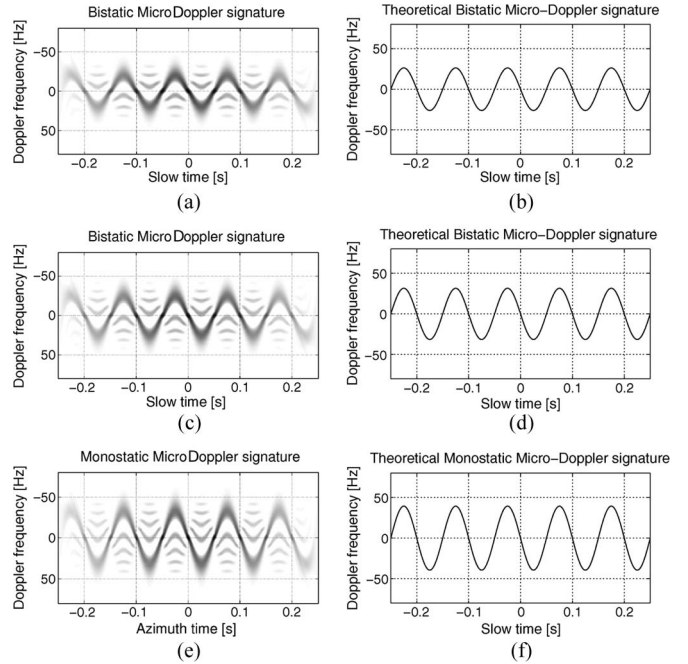 Bistatic MicroDoppler signature
Doppler frequency [Hz]
−50
0
50
−0.2 −0.1 0 0.1 0.2
Slow time [s]
(a)
Theoretical Bistatic Micro−Doppler signature
Doppler frequency [Hz]
50
0
−50
−0.2 −0.1 0 0.1 0.2
Slow time [s]
(b)
Bistatic MicroDoppler signature
Doppler frequency [Hz]
−50
0
50
−0.2 −0.1 0 0.1 0.2
Slow time [s]
(c)
Theoretical Bistatic Micro−Doppler signature
Doppler frequency [Hz]
50
0
−50
−0.2 −0.1 0 0.1 0.2
Slow time [s]
(d)
Monostatic MicroDoppler signature
Doppler frequency [Hz]
−50
0
50
−0.2 −0.1 0 0.1 0.2
Azimuth time [s]
(e)
Theoretical Monostatic Micro−Doppler signature
Doppler frequency [Hz]
50
0
−50
−0.2 −0.1 0 0.1 0.2
Slow time [s]
(f)